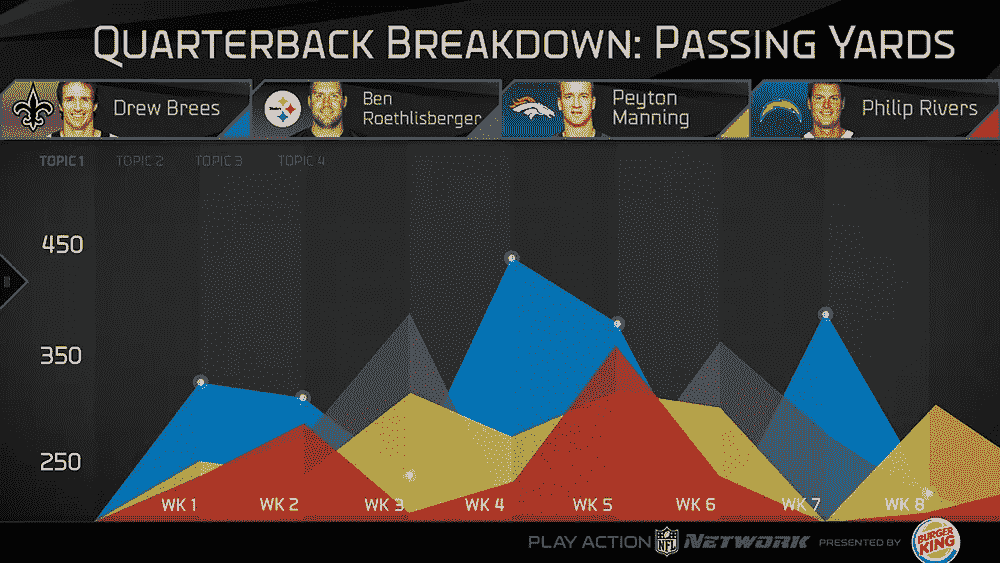 QUARTERBACK BREAKDOWN: PASSING YARDS
Drew Brees
Steelers
Ben
Roethlisberger
Peyton
Manning
Philip Rivers
TOPIC 1 TOPIC 2 TOPIC 3 TOPIC 4
450
350
250
WK 1 WK 2 WK 3 WK 4 WK 5 WK 6 WK 7 WK 8
PLAY ACTION NFL NETWORK PRESENTED BY BURGER KING